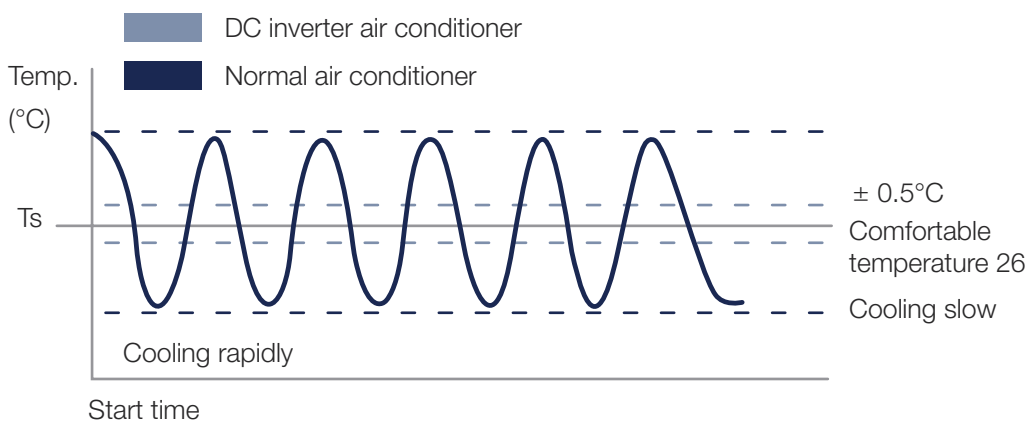 DC inverter air conditioner
Normal air conditioner
Temp.
(°C)
Ts
± 0.5°C
Comfortable
temperature 26
Cooling slow
Cooling rapidly
Start time